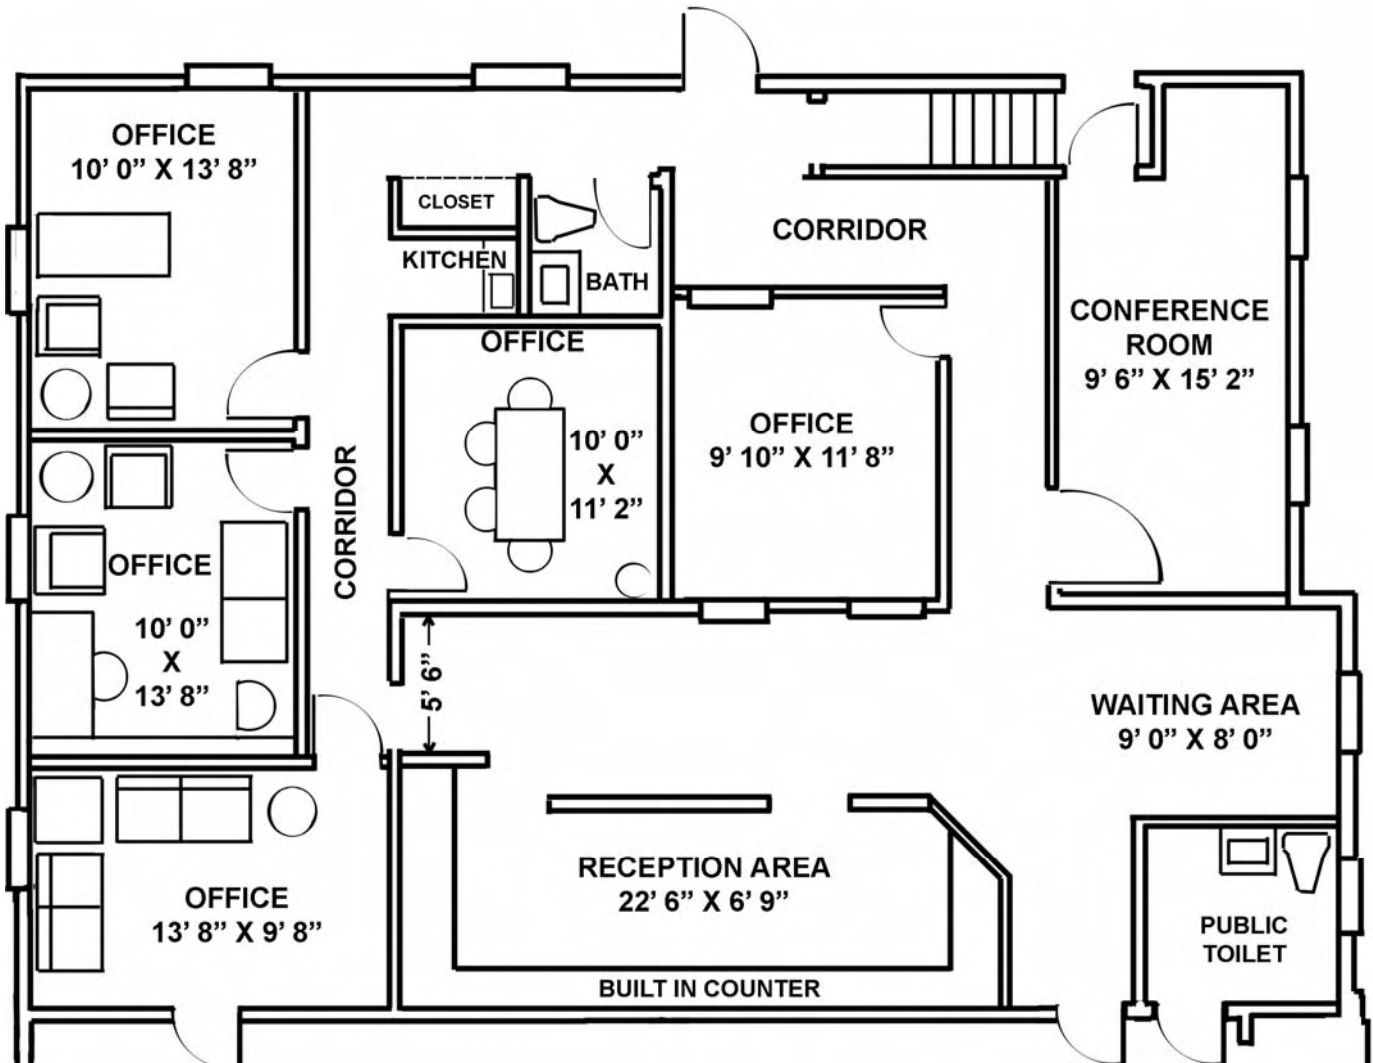 OFFICE
10’ 0” X 13’ 8”
CLOSET
KITCHEN
BATH
CORRIDOR
CONFERENCE
ROOM
9’ 6” X 15’ 2”
OFFICE
10’ 0”
X
11’ 2”
OFFICE
9’ 10” X 11’ 8”
CORRIDOR
OFFICE
10’ 0”
X
13’ 8”
5’ 6”
WAITING AREA
9’ 0” X 8’ 0”
OFFICE
13’ 8” X 9’ 8”
RECEPTION AREA
22’ 6” X 6’ 9”
BUILT IN COUNTER
PUBLIC
TOILET